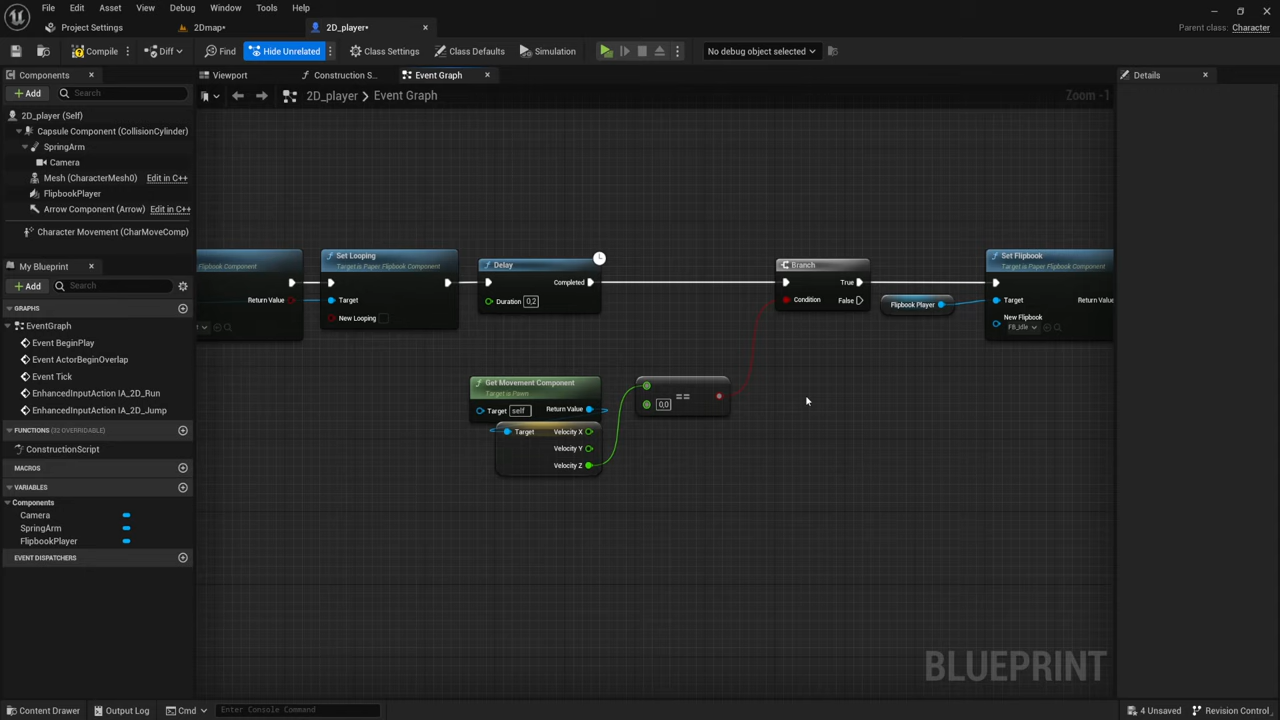 File Edit Asset View Debug Window Tools Help
Project Settings 2Dmap• 2D_player•
Parent class: Character
Compile Diff Find Hide Unrelated Class Settings Class Defaults Simulation No debug object selected
Components Viewport Construction S... Event Graph Details
Add Search
2D_player > Event Graph Zoom -1
2D_player (Self)
Capsule Component (CollisionCylinder)
SpringArm
Camera
Mesh (CharacterMesh0) Edit in C++
FlipbookPlayer
Arrow Component (Arrow) Edit in C++
Character Movement (CharMoveComp)
My Blueprint
Add Search
GRAPHS
EventGraph
Event BeginPlay
Event ActorBeginOverlap
Event Tick
EnhancedInputAction IA_2D_Run
EnhancedInputAction IA_2D_Jump
FUNCTIONS (32 OVERRIDABLE)
ConstructionScript
MACROS
VARIABLES
Components
Camera
SpringArm
FlipbookPlayer
EVENT DISPATCHERS
Flipbook Component
Return Value
Set Looping
Target is Paper Flipbook Component
Target
New Looping
Delay
Completed
Duration 0,2
Branch
True
Condition False
Flipbook Player
Set Flipbook
Target is Paper Flipbook Component
Target Return Value
New Flipbook
FB_Idle
Get Movement Component
Target is Pawn
Target self Return Value
Target Velocity X
Velocity Y
Velocity Z
==
0,0
BLUEPRINT
Content Drawer Output Log Cmd Enter Console Command 4 Unsaved Revision Control